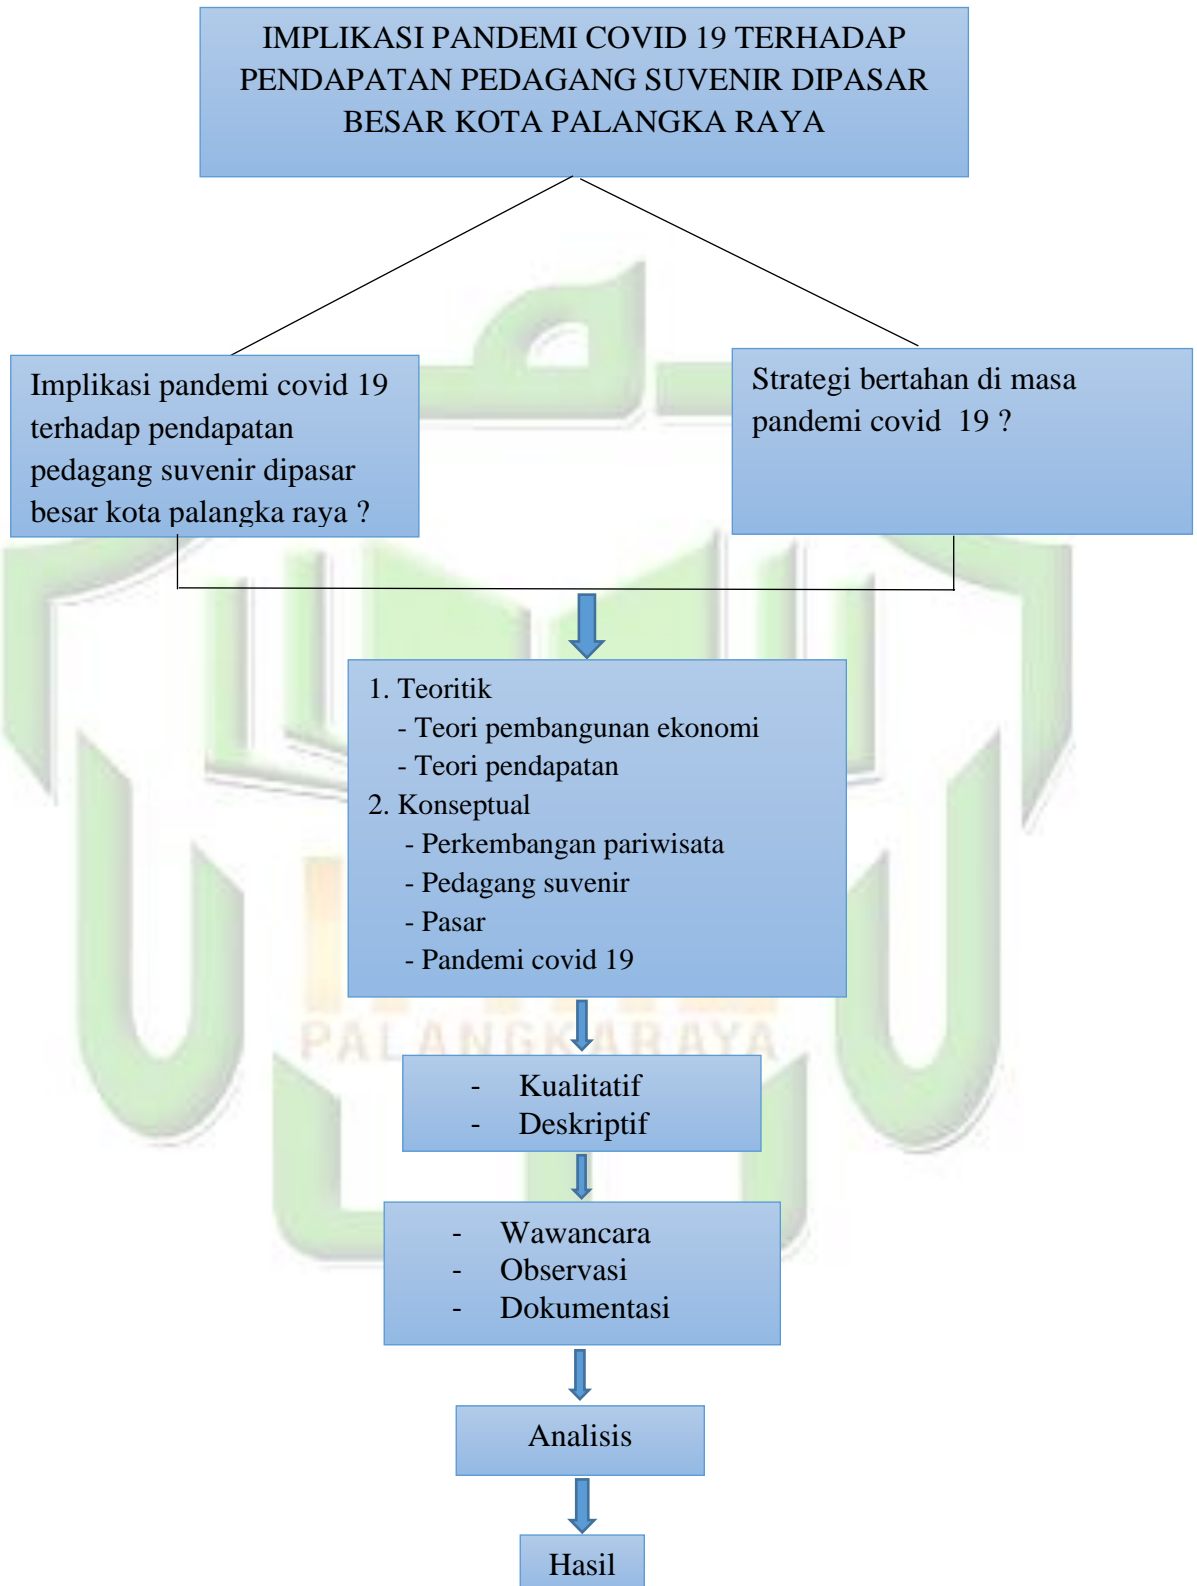 IMPLIKASI PANDEMI COVID 19 TERHADAP
PENDAPATAN PEDAGANG SUVENIR DIPASAR
BESAR KOTA PALANGKA RAYA
Implikasi pandemi covid 19
terhadap pendapatan
pedagang suvenir dipasar
besar kota palangka raya ?
Strategi bertahan di masa
pandemi covid 19 ?
1. Teoritik
- Teori pembangunan ekonomi
- Teori pendapatan
2. Konseptual
- Perkembangan pariwisata
- Pedagang suvenir
- Pasar
- Pandemi covid 19
PALANGKARAYA
- Kualitatif
- Deskriptif
- Wawancara
- Observasi
- Dokumentasi
Analisis
Hasil